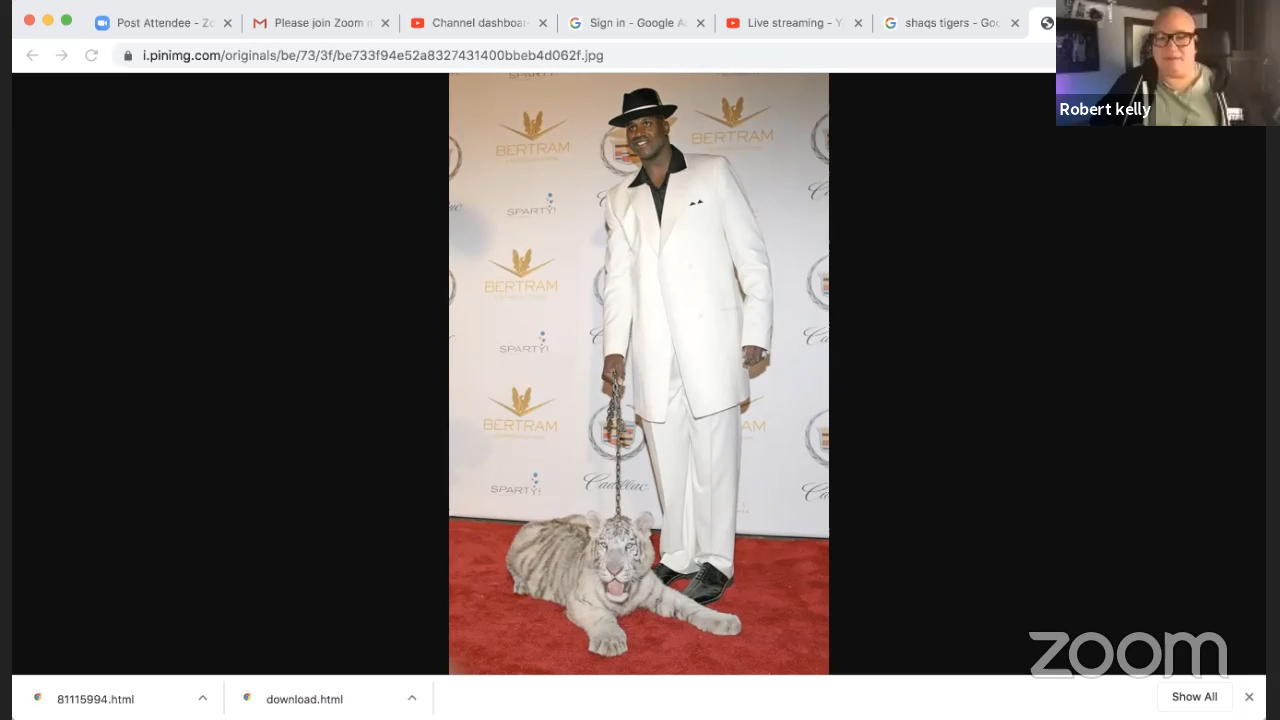 Post Attendee - Zo
Please join Zoom m
Channel dashboar
Sign in - Google Ac
Live streaming - Y
shaqs tigers - Goo
i.pinimg.com/originals/be/73/3f/be733f94e52a8327431400bbeb4d062f.jpg
Robert kelly
BERTRAM
BERTRAM
SPARTY!
BERTRAM
SPARTY!
BERTRAM
SPARTY!
Cadillac
zoom
81115994.html
download.html
Show All